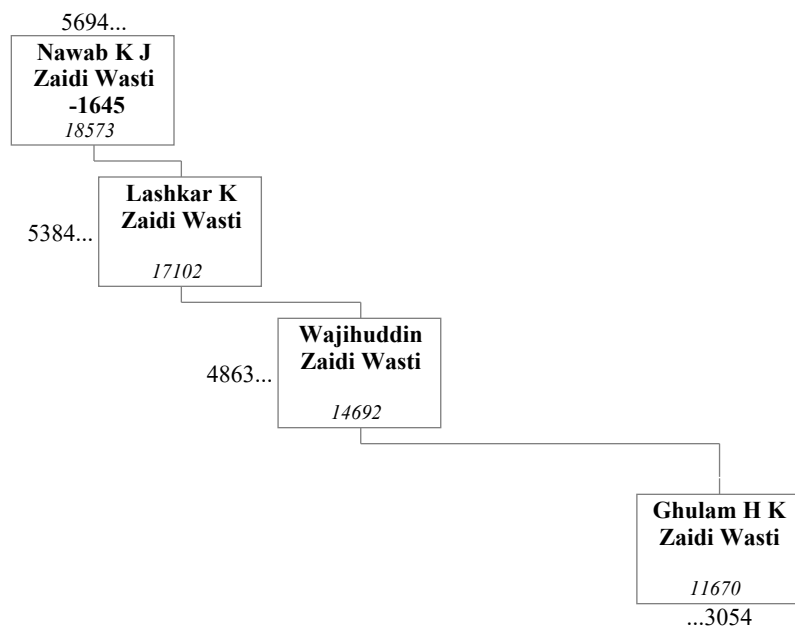 5694...
Nawab K J
Zaidi Wasti
-1645
18573
Lashkar K
Zaidi Wasti
5384...
17102
Wajihuddin
Zaidi Wasti
4863...
14692
Ghulam H K
Zaidi Wasti
11670
...3054